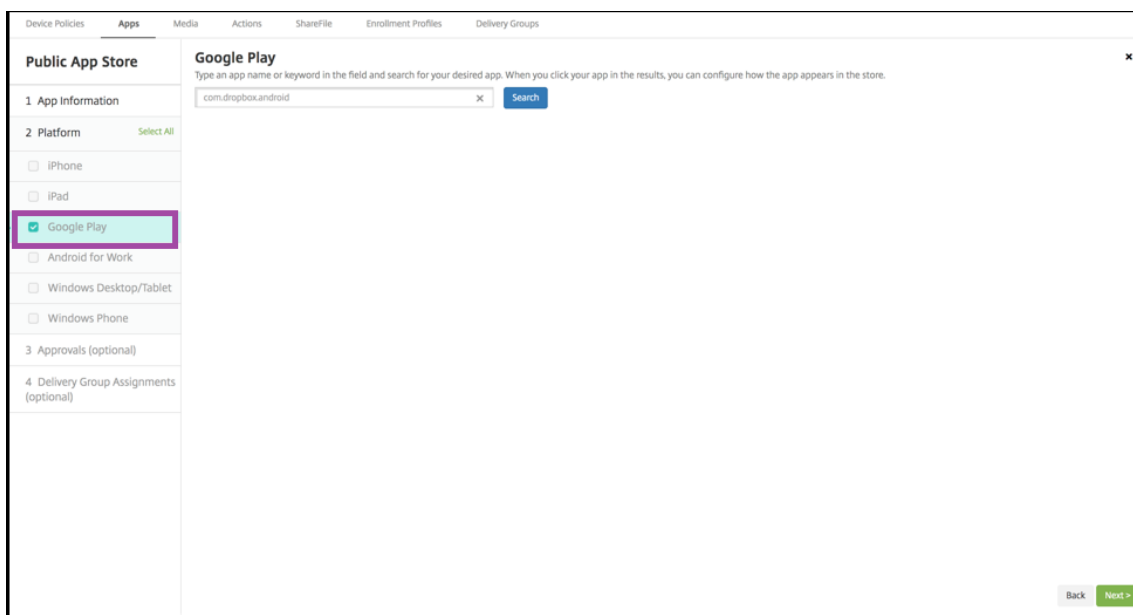 Device Policies Apps Media Actions ShareFile Enrollment Profiles Delivery Groups
Public App Store
1 App Information
2 Platform Select All
iPhone
iPad
Google Play
Android for Work
Windows Desktop/Tablet
Windows Phone
3 Approvals (optional)
4 Delivery Group Assignments
(optional)
Google Play
Type an app name or keyword in the field and search for your desired app. When you click your app in the results, you can configure how the app appears in the store.
com.dropbox.android Search
Back Next >